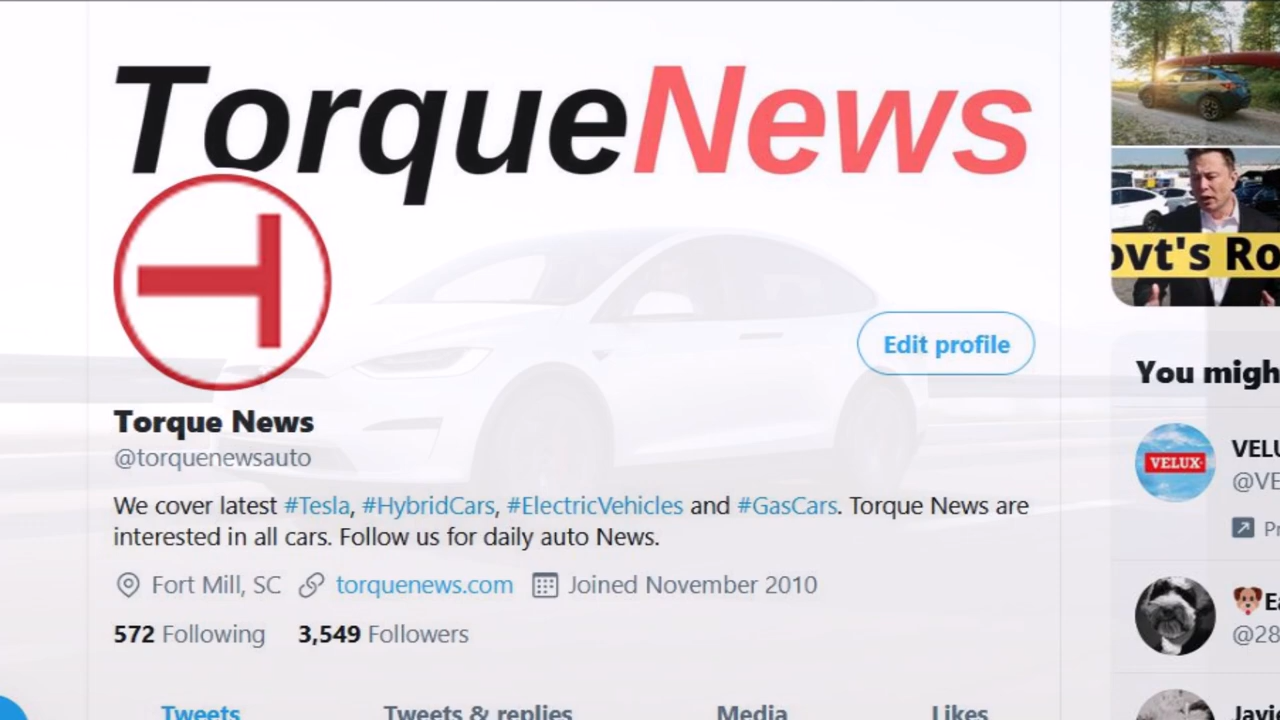 TorqueNews
T
Edit profile
Torque News
@torquenewsauto
We cover latest #Tesla, #HybridCars, #ElectricVehicles and #GasCars. Torque News are
interested in all cars. Follow us for daily auto News.
Fort Mill, SC torquenews.com Joined November 2010
572 Following 3,549 Followers
Tweets Tweets & replies Media Likes
ovt's Ro
You migh
VELU
VELUX
@VE
Pr
Ea
@28
Javie